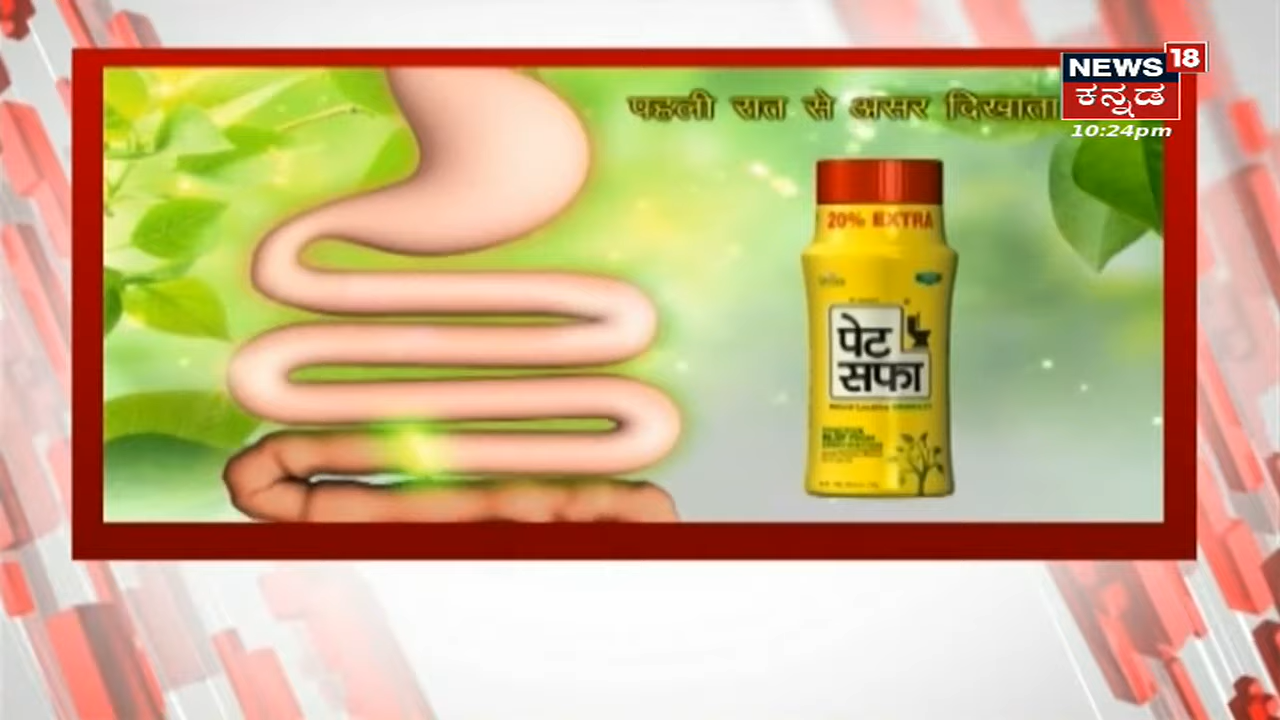 पहली रात से असर दिखाता
NEWS 18
ಕನ್ನಡ
10:24pm
20% EXTRA
पेट
सफा